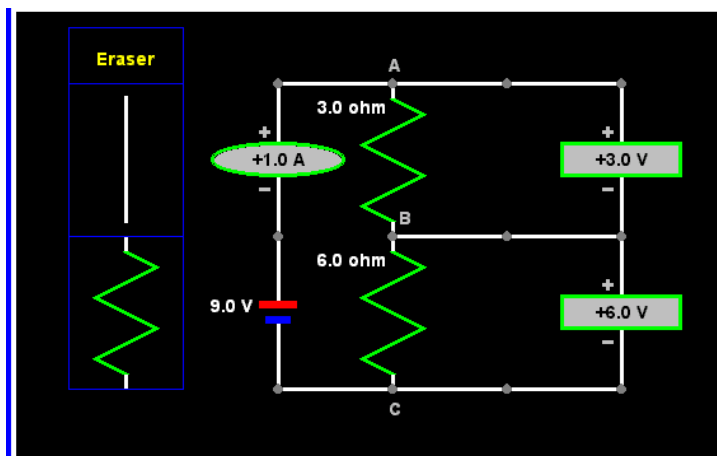 Eraser
A
3.0 ohm
+
+
+1.0 A
+3.0 V
−
−
B
6.0 ohm
+
9.0 V
+6.0 V
−
C